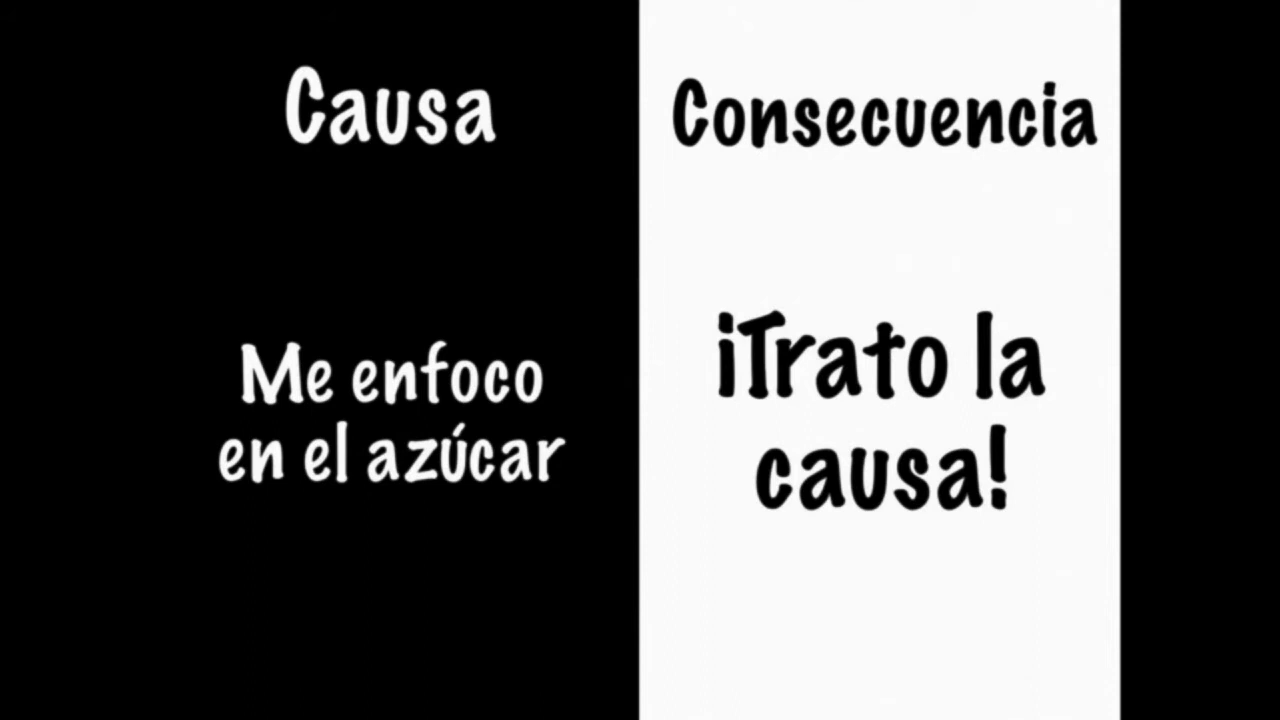 Causa
Me enfoco
en el azúcar
Consecuencia
¡Trato la
causa!